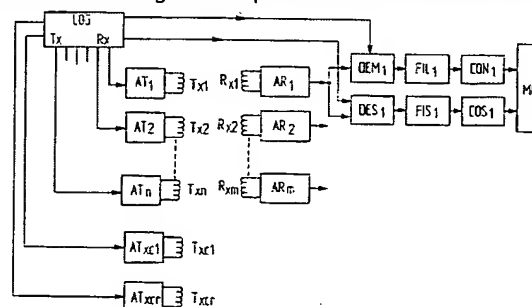 LOG
Tx Rx
AT1 Tx1 Rx1 AR1 DEM1 FIL1 CON1
DES1 FIS1 COS1
AT2 Tx2 Rx2 AR2
ATn Txn Rxm ARm
ATxc1 Txc1
ATxcr Txcr